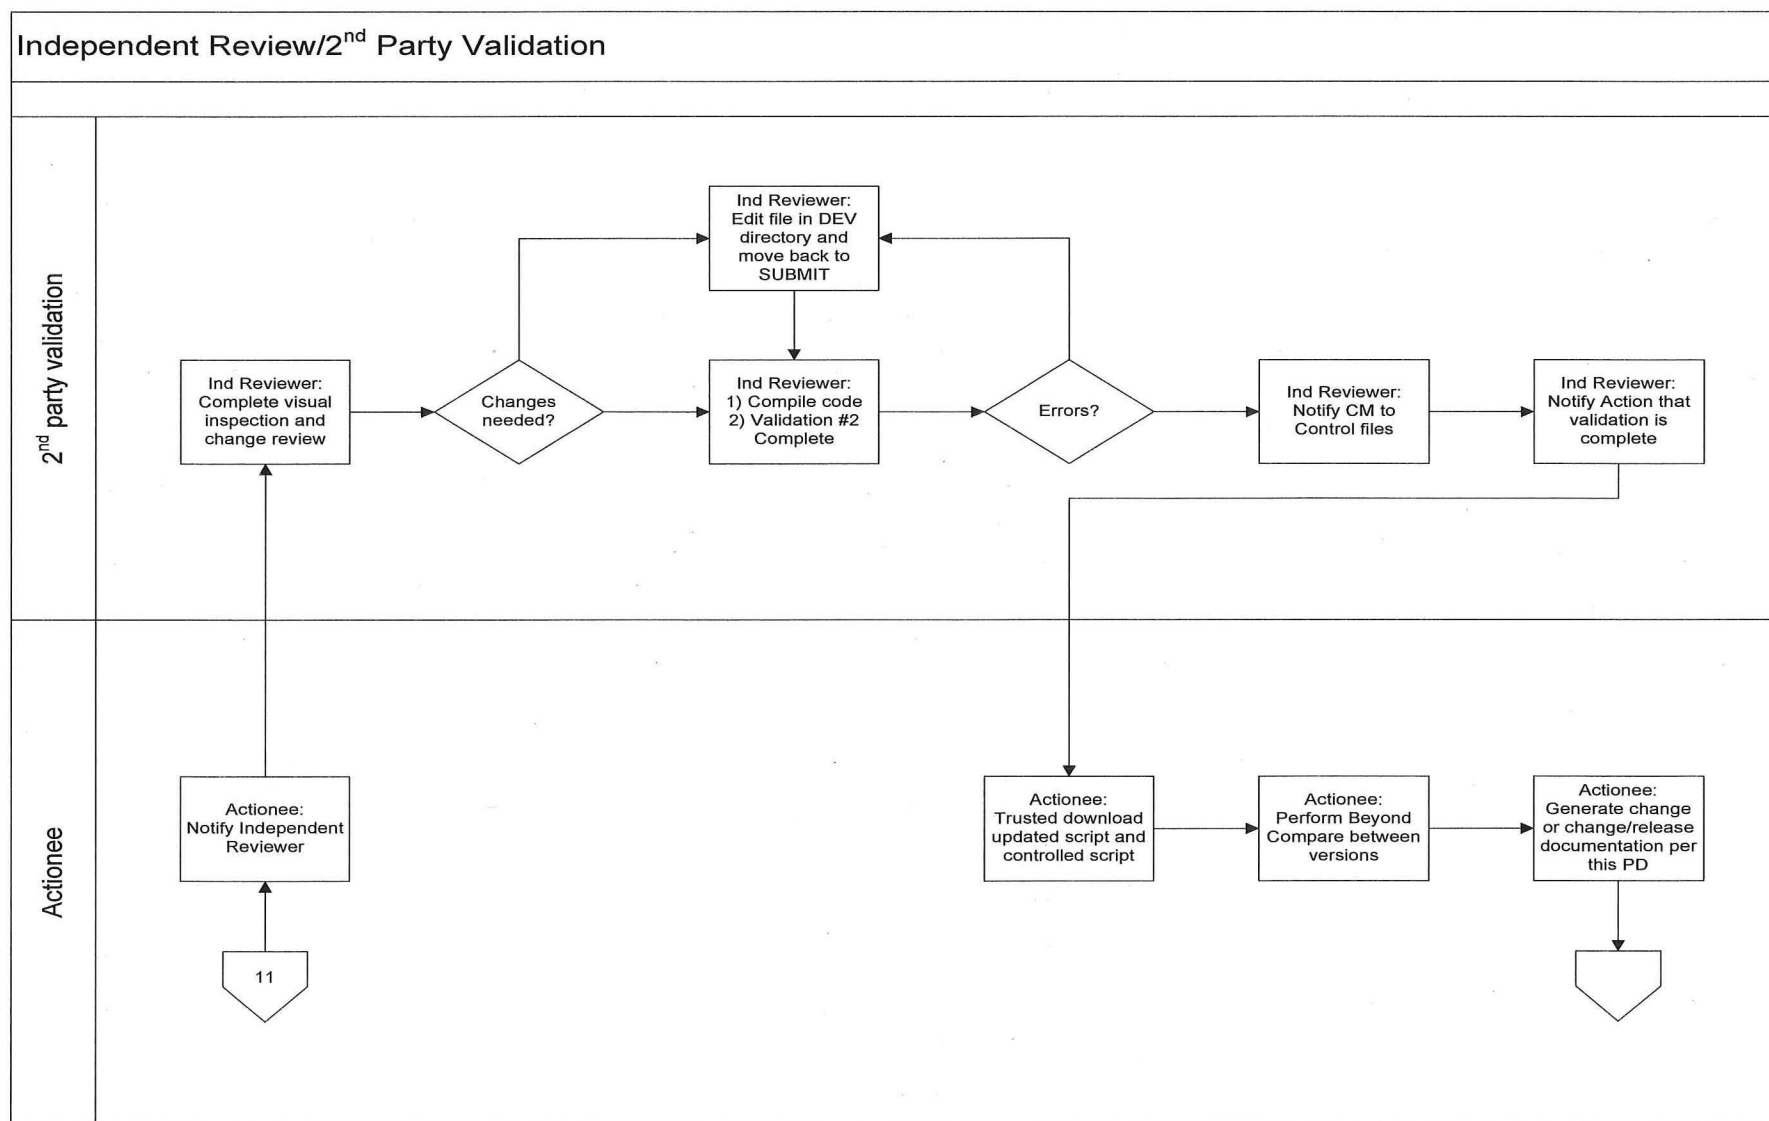 Independent Review/2nd Party Validation
2nd party validation
Ind Reviewer:
Edit file in DEV
directory and
move back to
SUBMIT
Ind Reviewer:
Complete visual
inspection and
change review
Changes
needed?
Ind Reviewer:
1) Compile code
2) Validation #2
Complete
Errors?
Ind Reviewer:
Notify CM to
Control files
Ind Reviewer:
Notify Action that
validation is
complete
Actionee
Actionee:
Notify Independent
Reviewer
11
Actionee:
Trusted download
updated script and
controlled script
Actionee:
Perform Beyond
Compare between
versions
Actionee:
Generate change
or change/release
documentation per
this PD